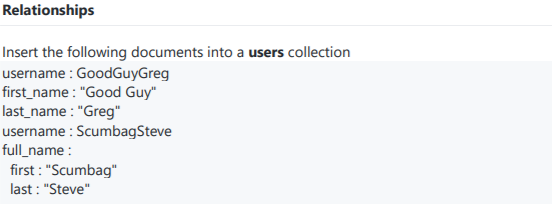 Relationships
Insert the following documents into a users collection
username : GoodGuyGreg
first_name : "Good Guy"
last_name : "Greg"
username : ScumbagSteve
full_name :
first : "Scumbag"
last : "Steve"